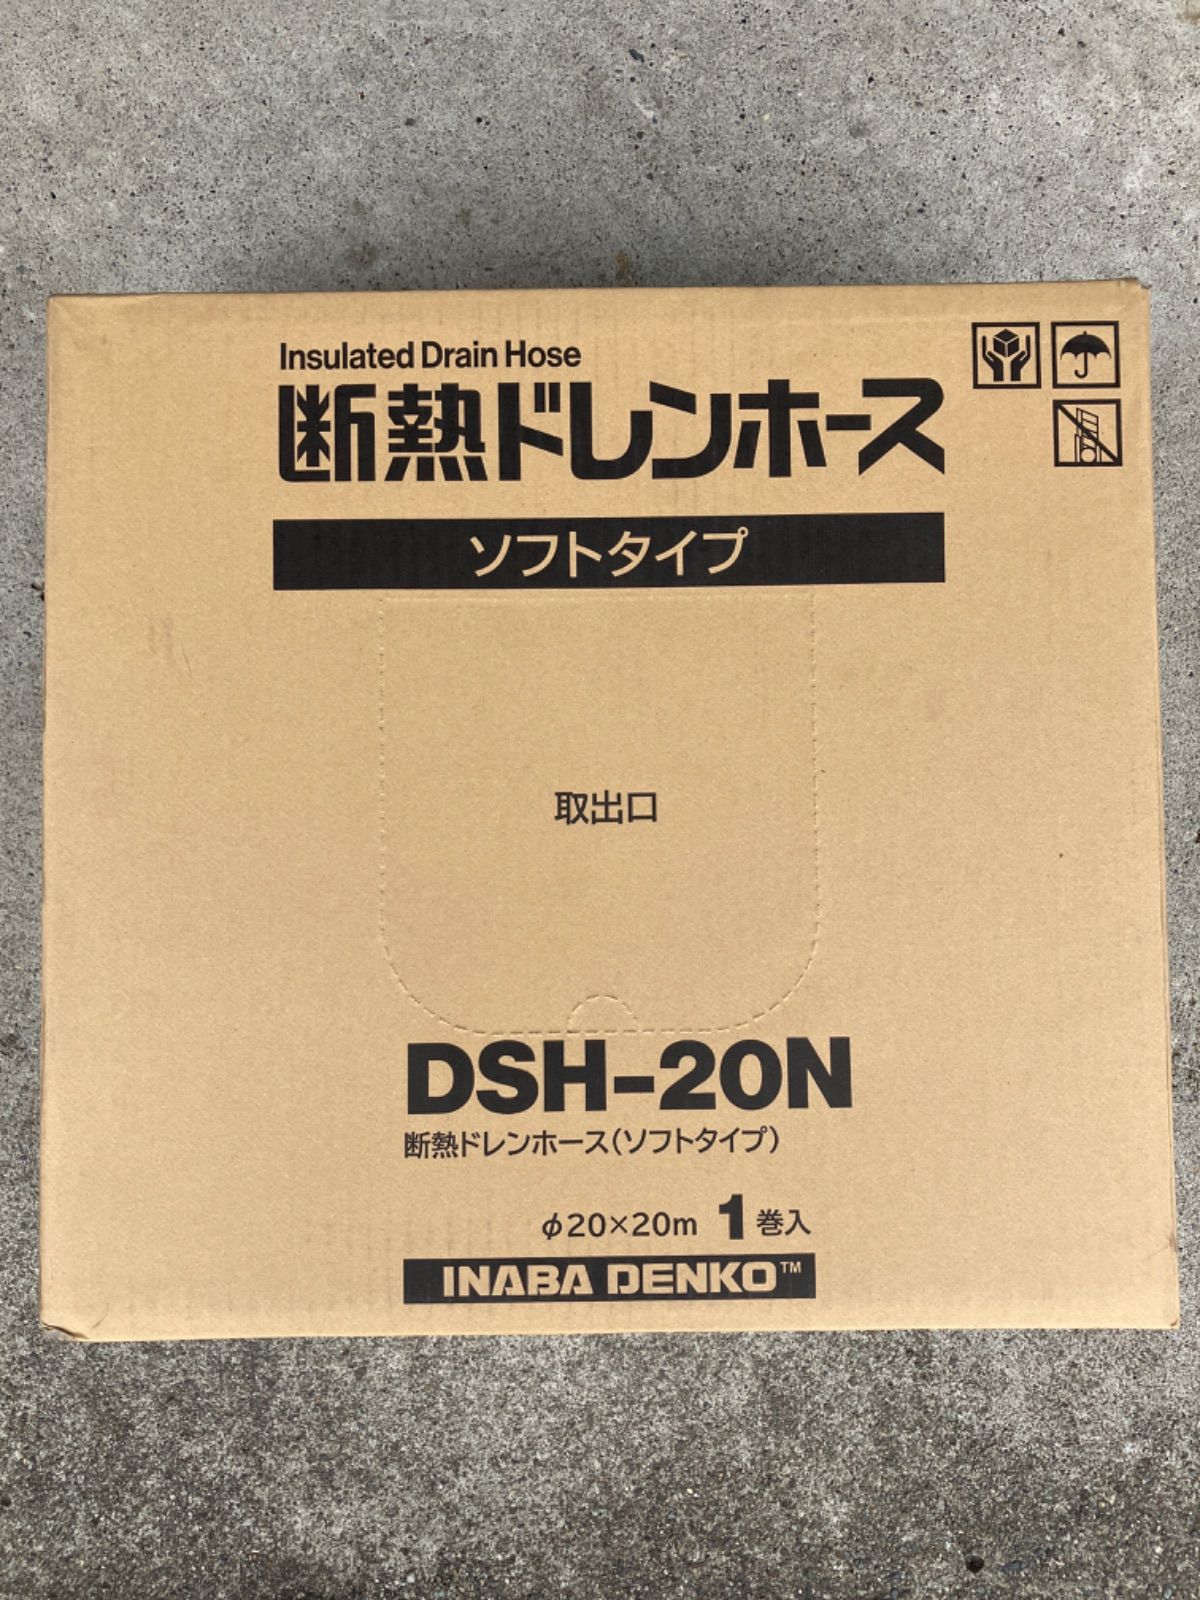 Insulated Drain Hose
断熱ドレンホース
ソフトタイプ
取出口
DSH-20N
断熱ドレンホース(ソフトタイプ)
φ20×20m 1巻入
INABA DENKO™